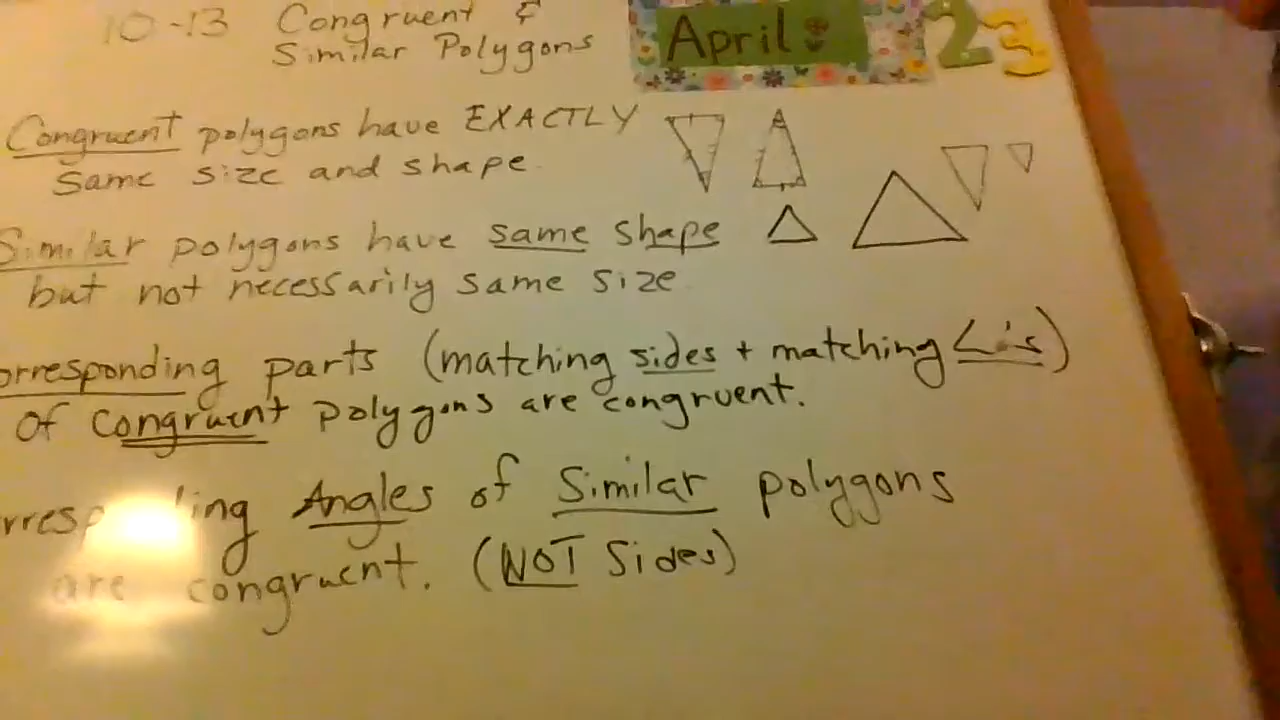 10-13 Congruent &
Similar Polygons
April 23
Congruent polygons have EXACTLY
same size and shape.
Similar polygons have same shape
but not necessarily same size
orresponding parts (matching sides + matching ∠'s)
of congruent polygons are congruent.
Angles of Similar polygons
are congruent. (NOT Sides)